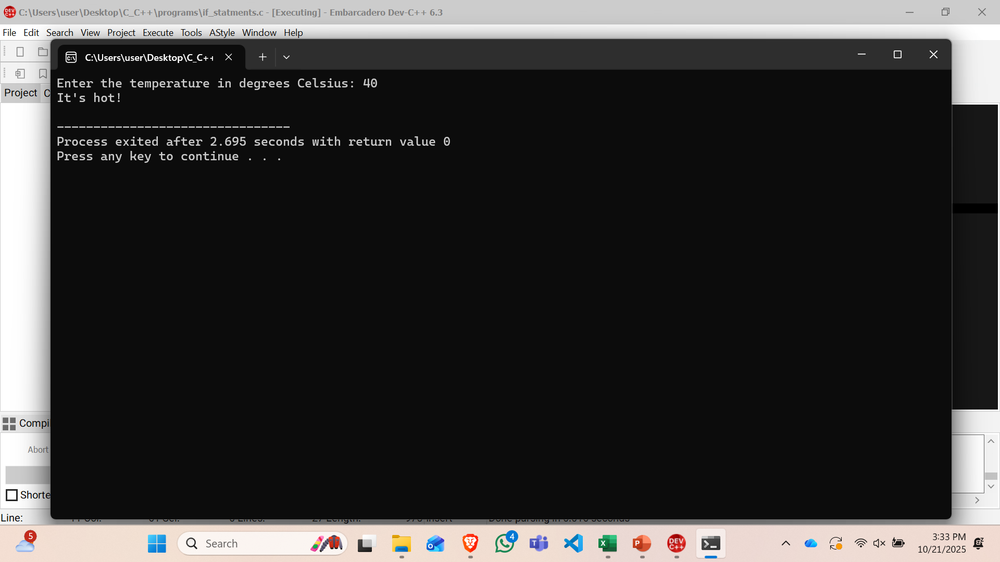 C:\Users\user\Desktop\C_C++\programs\if_statments.c - [Executing] - Embarcadero Dev-C++ 6.3
File Edit Search View Project Execute Tools AStyle Window Help
C:\Users\user\Desktop\C_C++
Project C
Enter the temperature in degrees Celsius: 40
It's hot!
--------------------------------
Process exited after 2.695 seconds with return value 0
Press any key to continue . . .
Compil
Abort
Shorte
Line:
5
Search
4
DEV C++
3:33 PM
10/21/2025